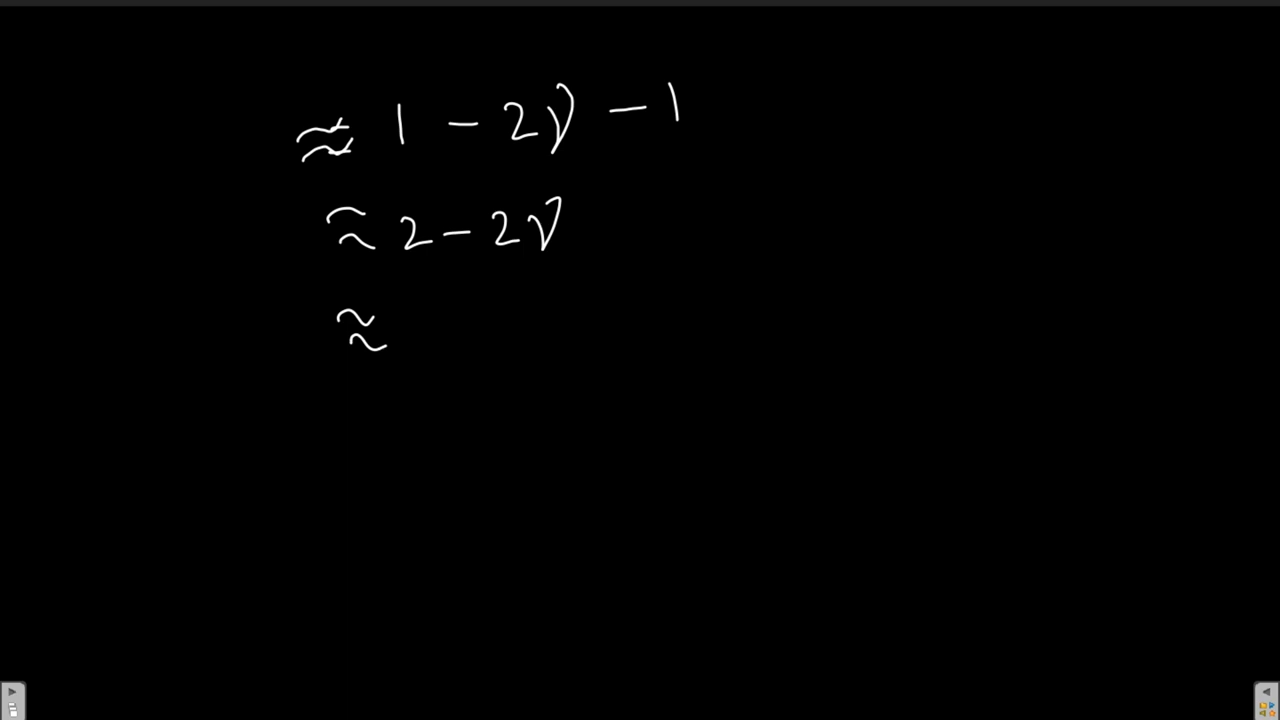 ≈ 1 - 2ν - 1
≈ 2 - 2ν
≈